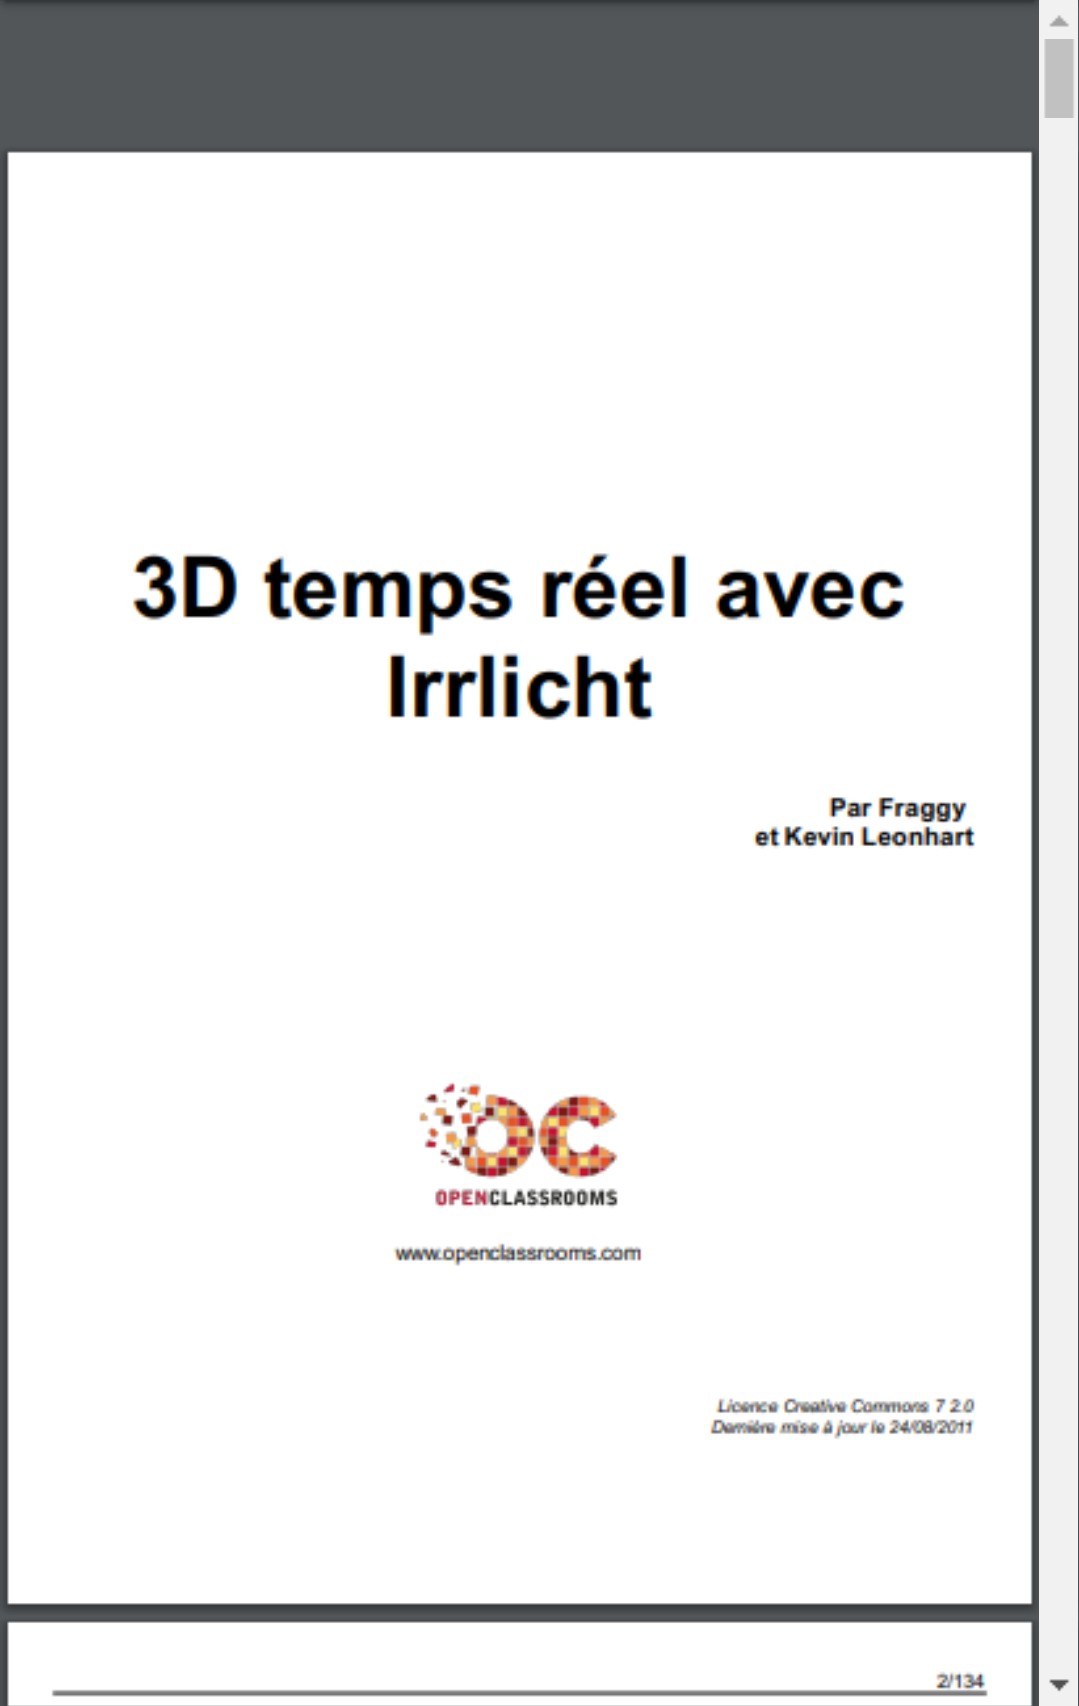 3D temps réel avec
Irrlicht
Par Fraggy
et Kevin Leonhart
OPENCLASSROOMS
www.openclassrooms.com
Licence Creative Commons 7 2.0
Dernière mise à jour le 24/08/2011
2/134